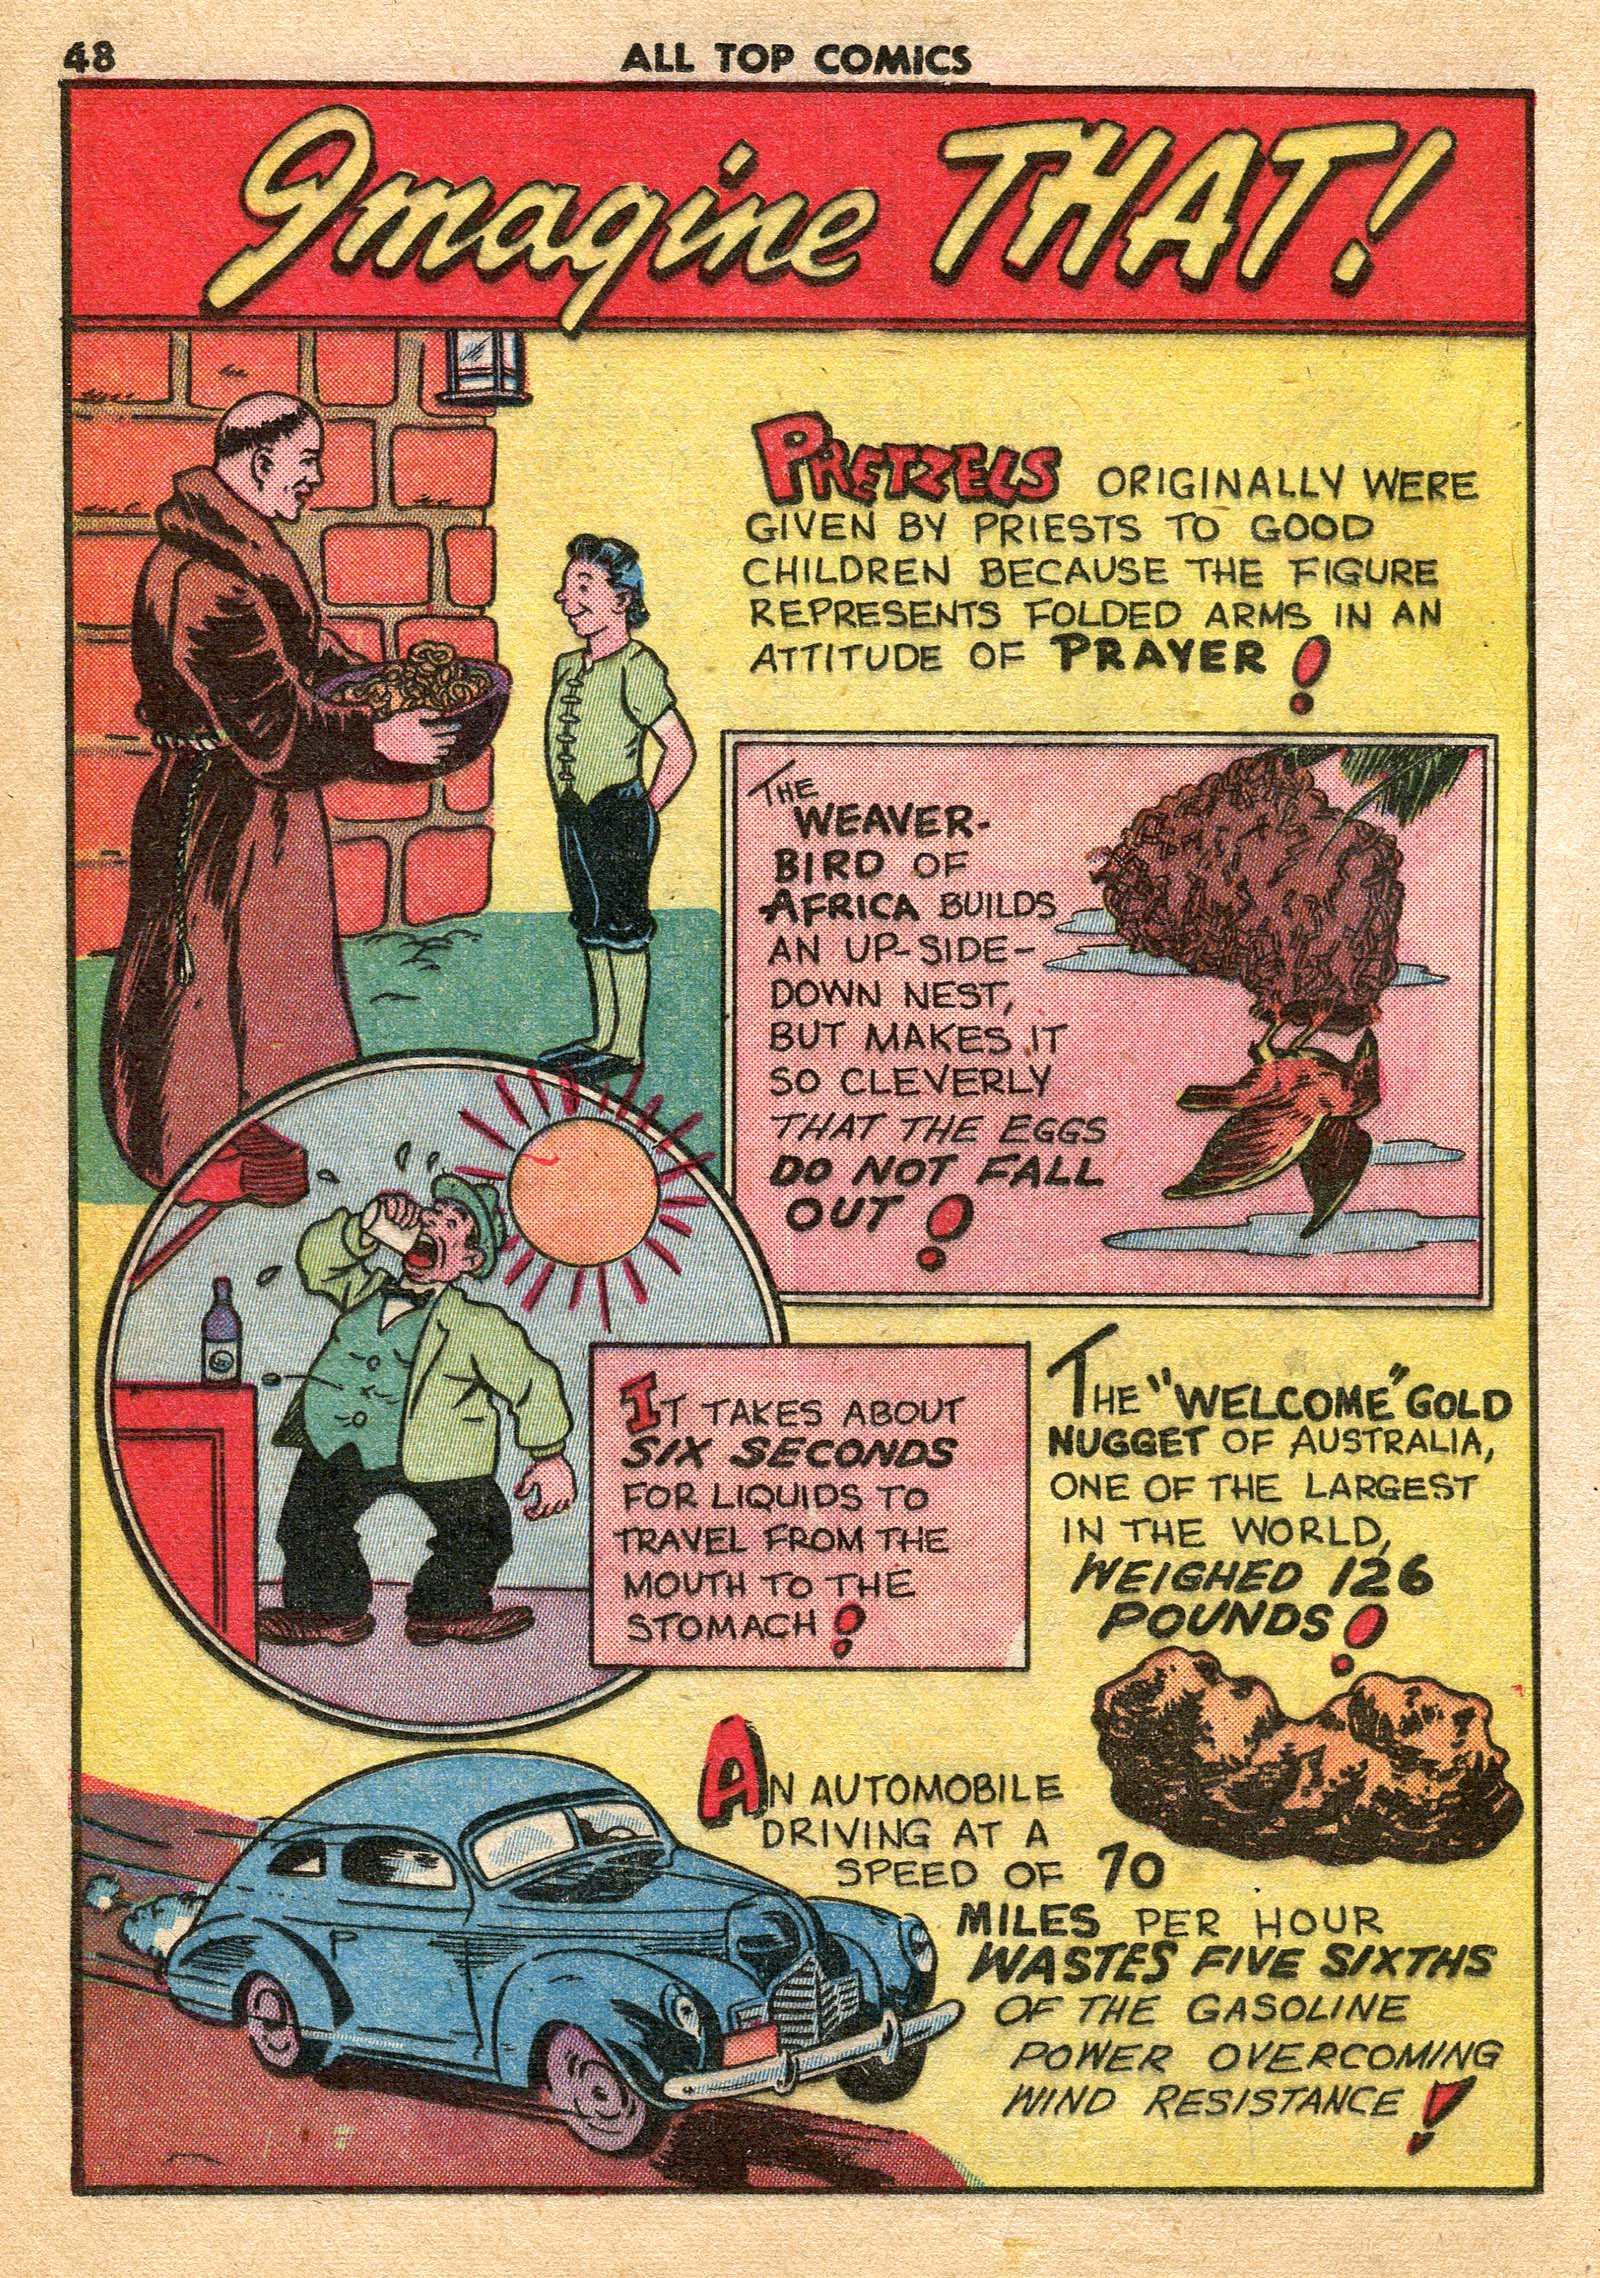 48
ALL TOP COMICS
Imagine THAT!
PRETZELS ORIGINALLY WERE
GIVEN BY PRIESTS TO GOOD
CHILDREN BECAUSE THE FIGURE
REPRESENTS FOLDED ARMS IN AN
ATTITUDE OF PRAYER!
THE
WEAVER-
BIRD OF
AFRICA BUILDS
AN UP-SIDE-
DOWN NEST,
BUT MAKES IT
SO CLEVERLY
THAT THE EGGS
DO NOT FALL
OUT!
IT TAKES ABOUT
SIX SECONDS
FOR LIQUIDS TO
TRAVEL FROM THE
MOUTH TO THE
STOMACH!
THE "WELCOME" GOLD
NUGGET OF AUSTRALIA,
ONE OF THE LARGEST
IN THE WORLD,
WEIGHED 126
POUNDS!
AN AUTOMOBILE
DRIVING AT A
SPEED OF 70
MILES PER HOUR
WASTES FIVE SIXTHS
OF THE GASOLINE
POWER OVERCOMING
WIND RESISTANCE!
P